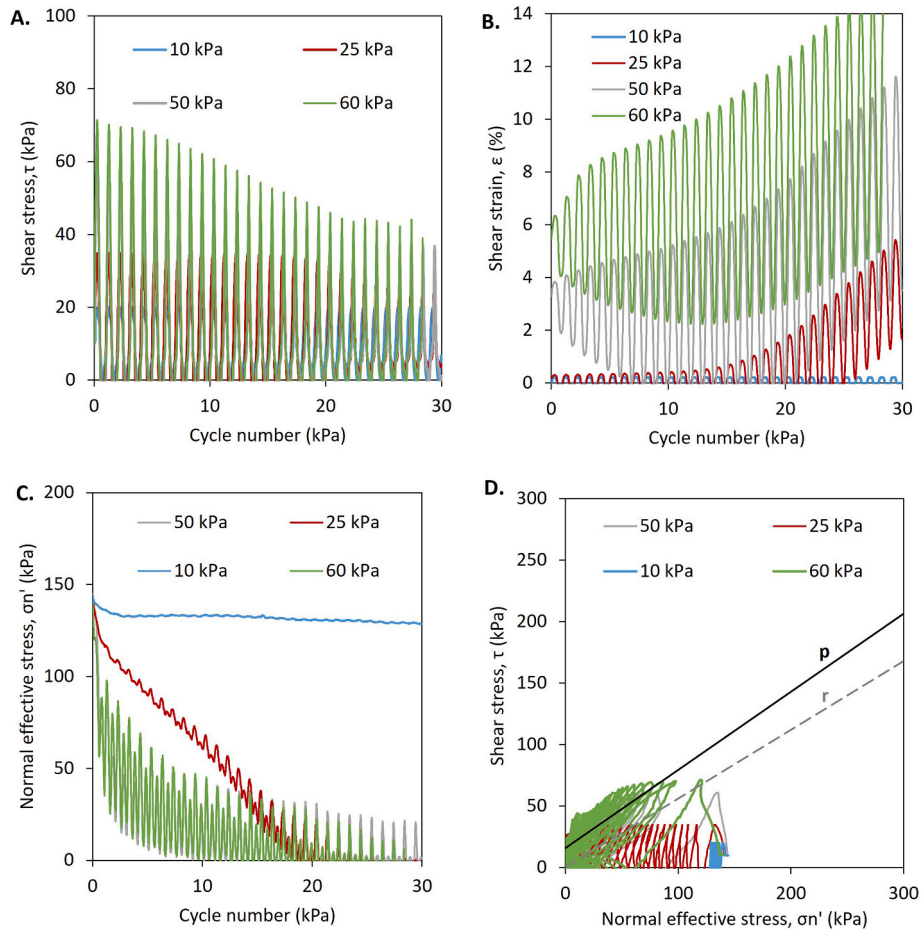 A.
100
80
60
40
20
0
Shear stress,τ (kPa)
10 kPa
25 kPa
50 kPa
60 kPa
0
10
20
30
Cycle number (kPa)
B.
14
12
10
8
6
4
2
0
Shear strain, ε (%)
10 kPa
25 kPa
50 kPa
60 kPa
0
10
20
30
Cycle number (kPa)
C.
200
150
100
50
0
Normal effective stress, σn' (kPa)
50 kPa
25 kPa
10 kPa
60 kPa
0
10
20
30
Cycle number (kPa)
D.
300
250
200
150
100
50
0
Shear stress, τ (kPa)
50 kPa
25 kPa
10 kPa
60 kPa
p
r
0
100
200
300
Normal effective stress, σn' (kPa)